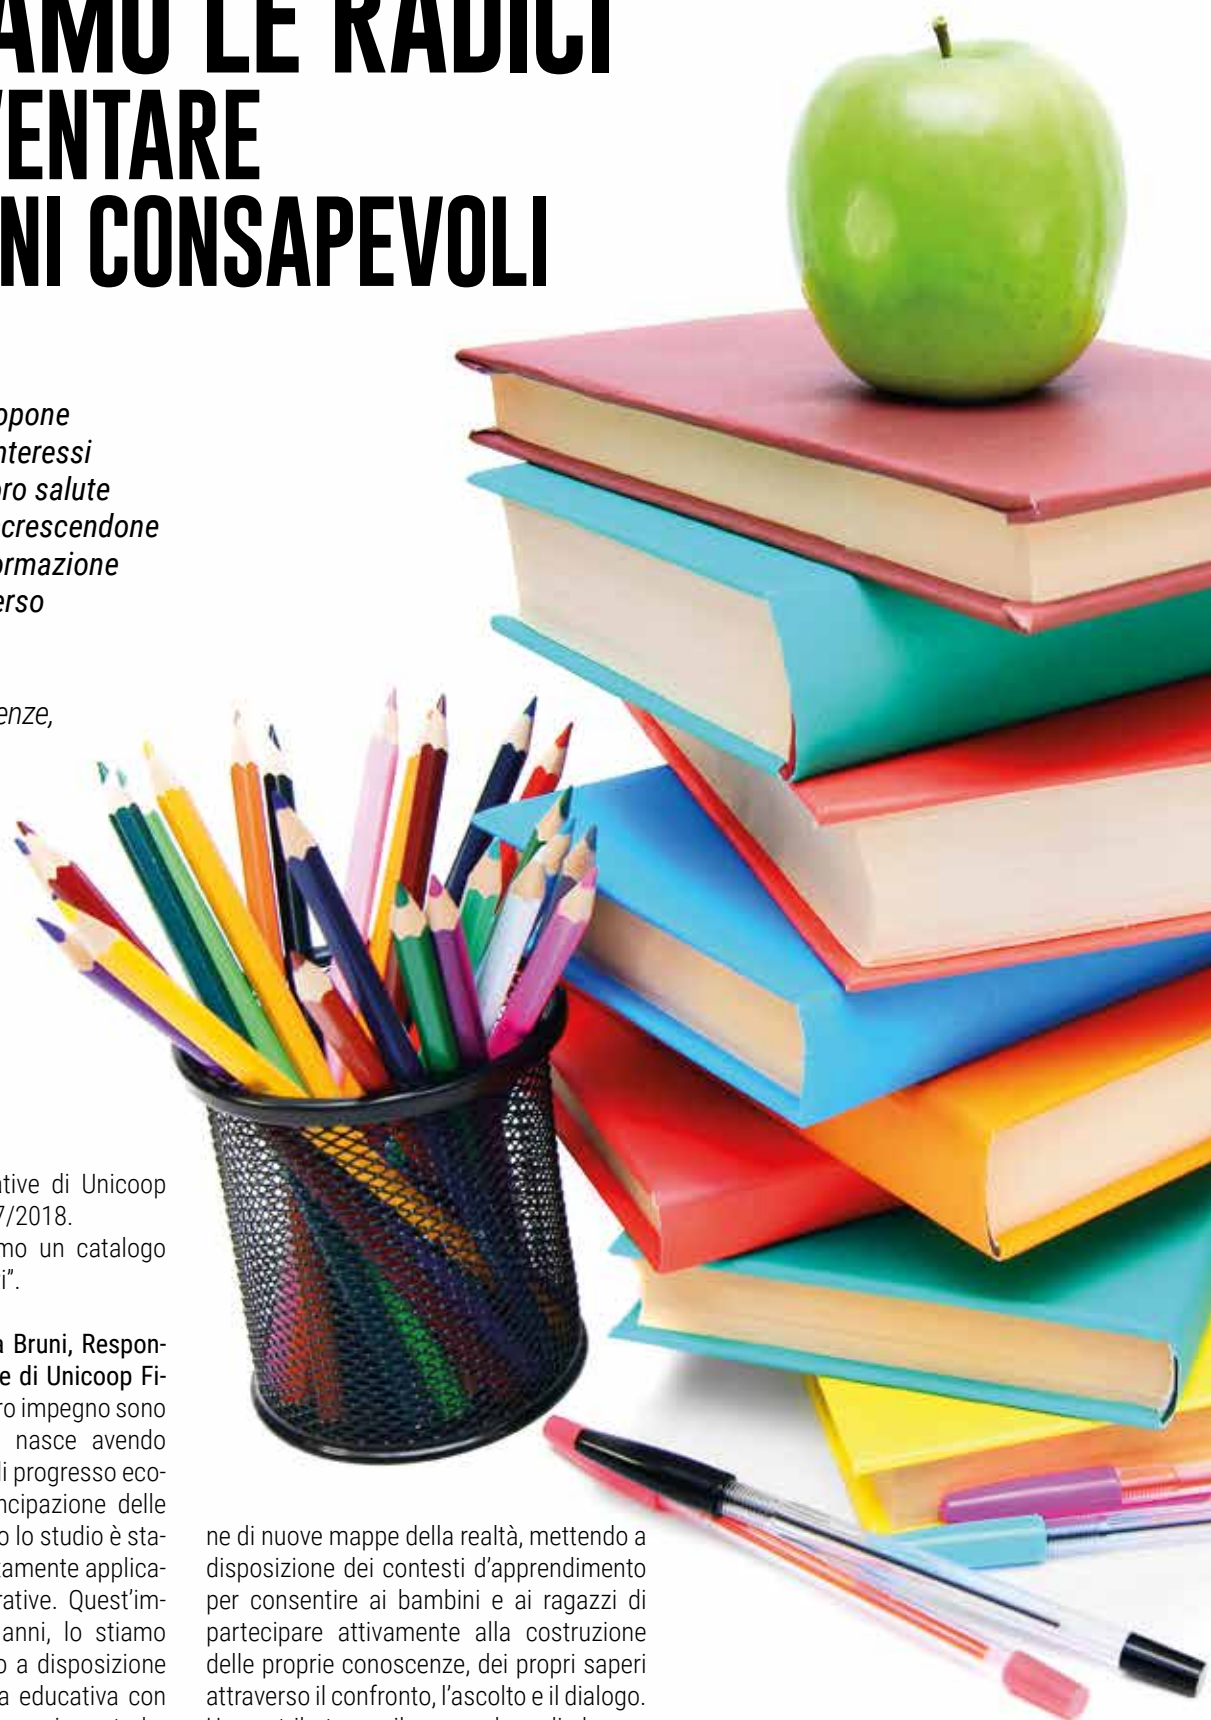 AMO LE RADICI
VENTARE
NI CONSAPEVOLI
opone
nteressi
oro salute
ccrescendone
ormazione
erso
enze,
ative di Unicoop
7/2018.
mo un catalogo
i”.
a Bruni, Respon-
e di Unicoop Fi-
ro impegno sono
nasce avendo
di progresso eco-
ncipazione delle
o lo studio è sta-
tamente applica-
rative. Quest’im-
anni, lo stiamo
o a disposizione
a educativa con
ne di nuove mappe della realtà, mettendo a
disposizione dei contesti d’apprendimento
per consentire ai bambini e ai ragazzi di
partecipare attivamente alla costruzione
delle proprie conoscenze, dei propri saperi
attraverso il confronto, l’ascolto e il dialogo.